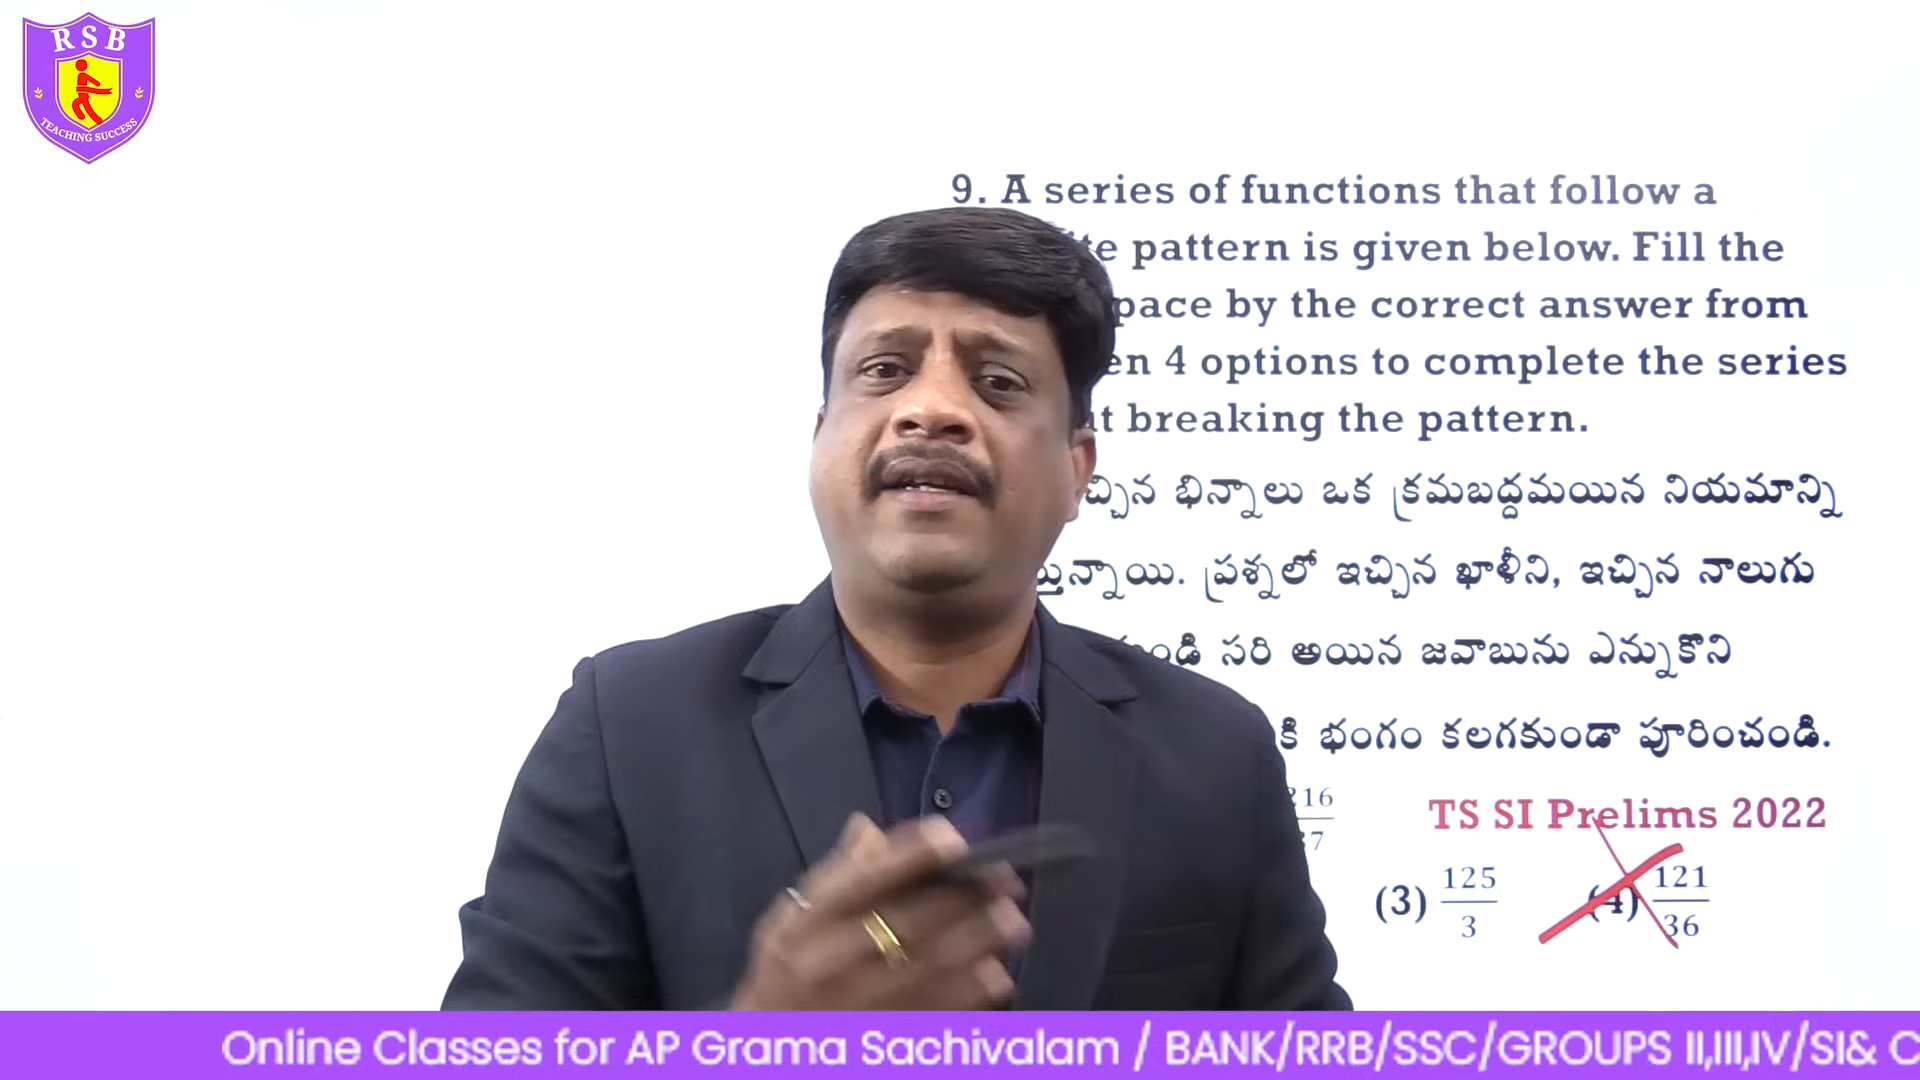 RSB
TEACHING SUCCESS
9. A series of functions that follow a
pattern is given below. Fill the
by the correct answer from
4 options to complete the series
breaking the pattern.
భిన్నాలు ఒక క్రమబద్దమయిన నియమాన్ని
ప్రశ్నలో ఇచ్చిన ఖాళీని, ఇచ్చిన నాలుగు
సరి అయిన జవాబును ఎన్నుకొని
కి భంగం కలగకుండా పూరించండి.
TS SI Prelims 2022
(3) 125/3 (4) 121/36
Online Classes for AP Grama Sachivalam / BANK/RRB/SSC/GROUPS II,III,IV/SI& C